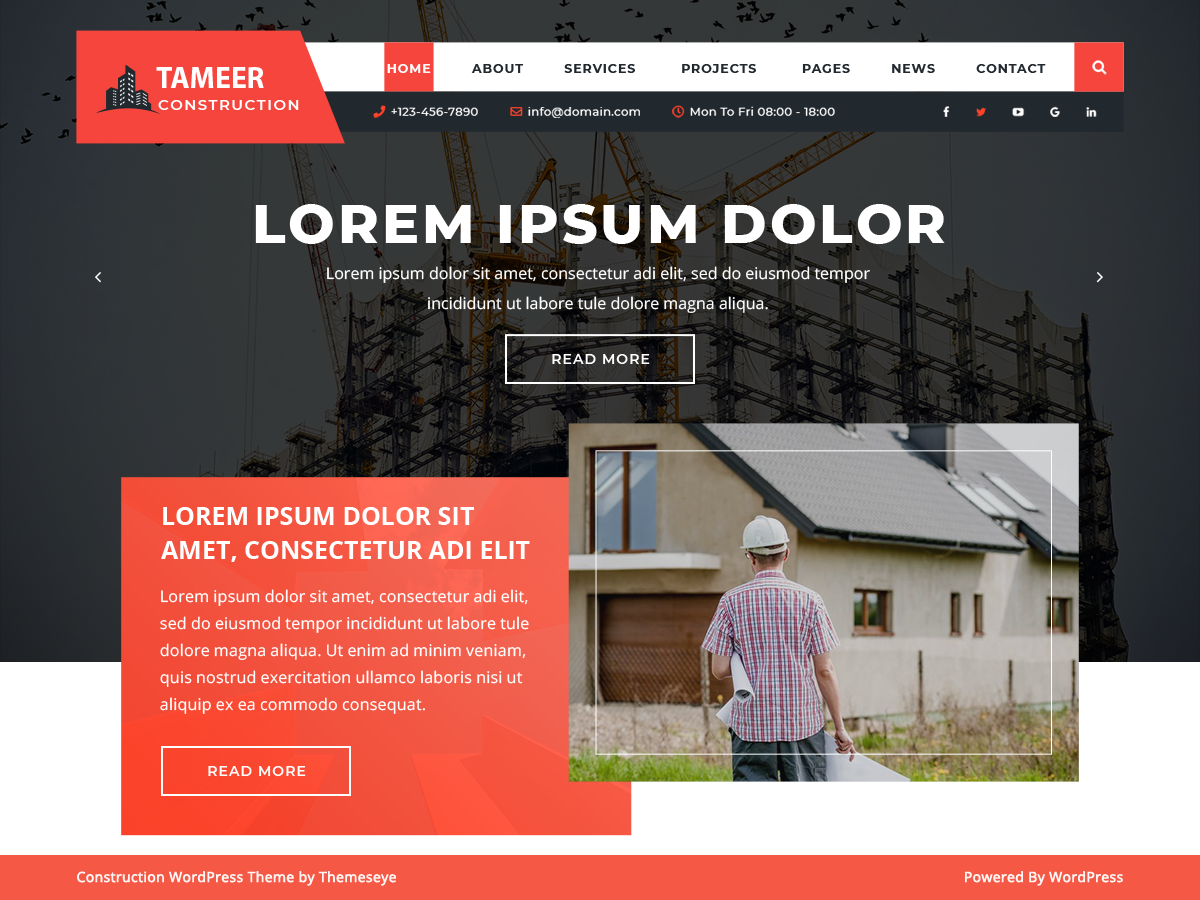 TAMEER
CONSTRUCTION
HOME ABOUT SERVICES PROJECTS PAGES NEWS CONTACT
+123-456-7890 info@domain.com Mon To Fri 08:00 - 18:00
LOREM IPSUM DOLOR
Lorem ipsum dolor sit amet, consectetur adi elit, sed do eiusmod tempor
incididunt ut labore tule dolore magna aliqua.
READ MORE
LOREM IPSUM DOLOR SIT
AMET, CONSECTETUR ADI ELIT
Lorem ipsum dolor sit amet, consectetur adi elit,
sed do eiusmod tempor incididunt ut labore tule
dolore magna aliqua. Ut enim ad minim veniam,
quis nostrud exercitation ullamco laboris nisi ut
aliquip ex ea commodo consequat.
READ MORE
Construction WordPress Theme by Themeseye
Powered By WordPress